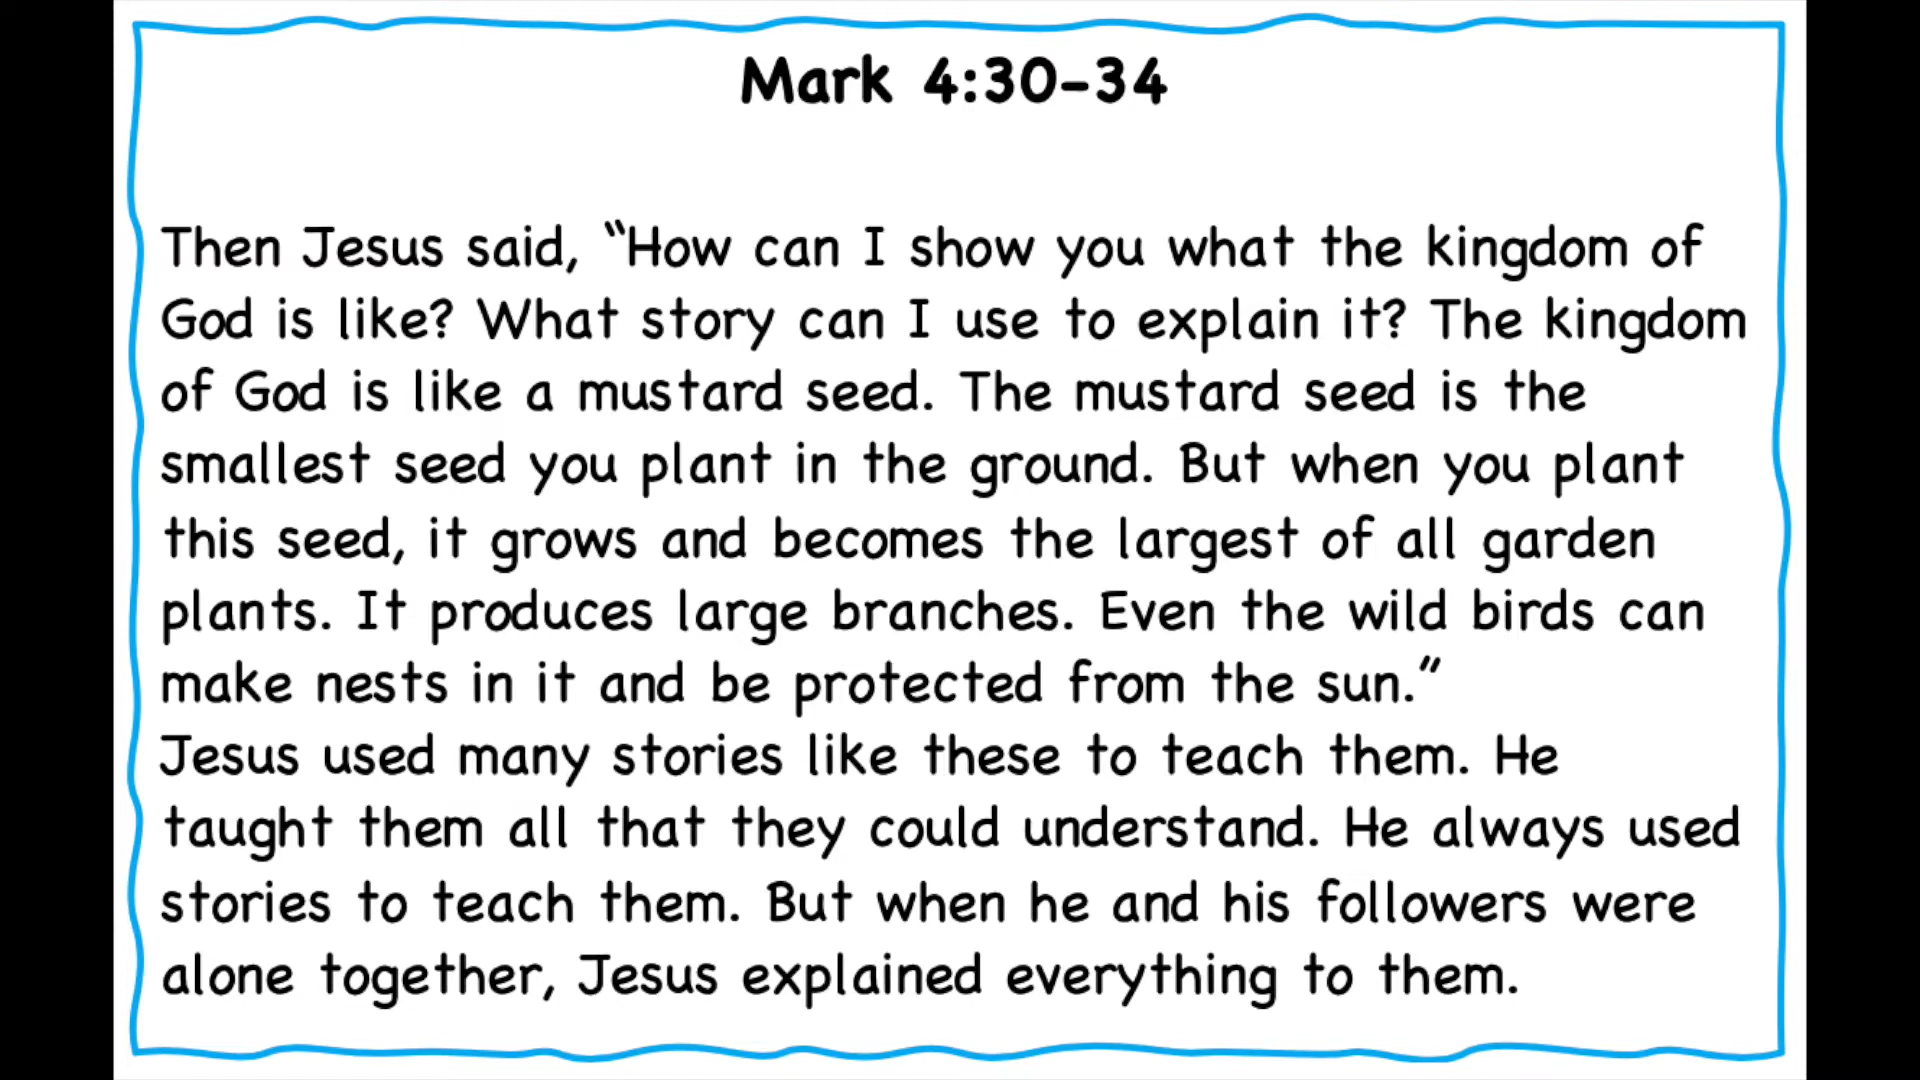 Mark 4:30-34
Then Jesus said, “How can I show you what the kingdom of
God is like? What story can I use to explain it? The kingdom
of God is like a mustard seed. The mustard seed is the
smallest seed you plant in the ground. But when you plant
this seed, it grows and becomes the largest of all garden
plants. It produces large branches. Even the wild birds can
make nests in it and be protected from the sun.”
Jesus used many stories like these to teach them. He
taught them all that they could understand. He always used
stories to teach them. But when he and his followers were
alone together, Jesus explained everything to them.